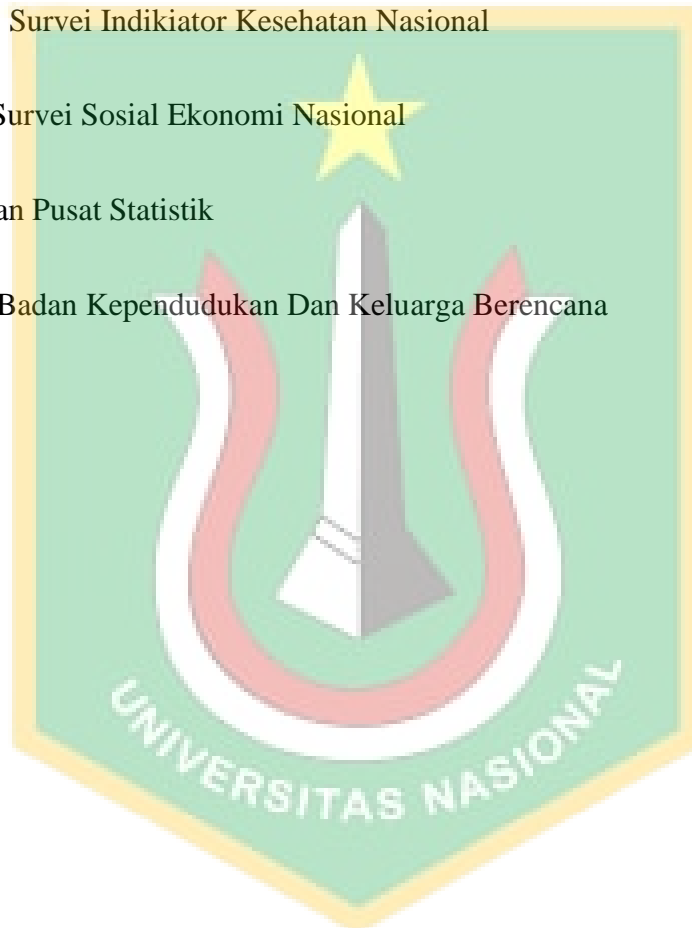 Survei Indikiator Kesehatan Nasional
Survei Sosial Ekonomi Nasional
an Pusat Statistik
Badan Kependudukan Dan Keluarga Berencana
UNIVERSITAS NASIONAL